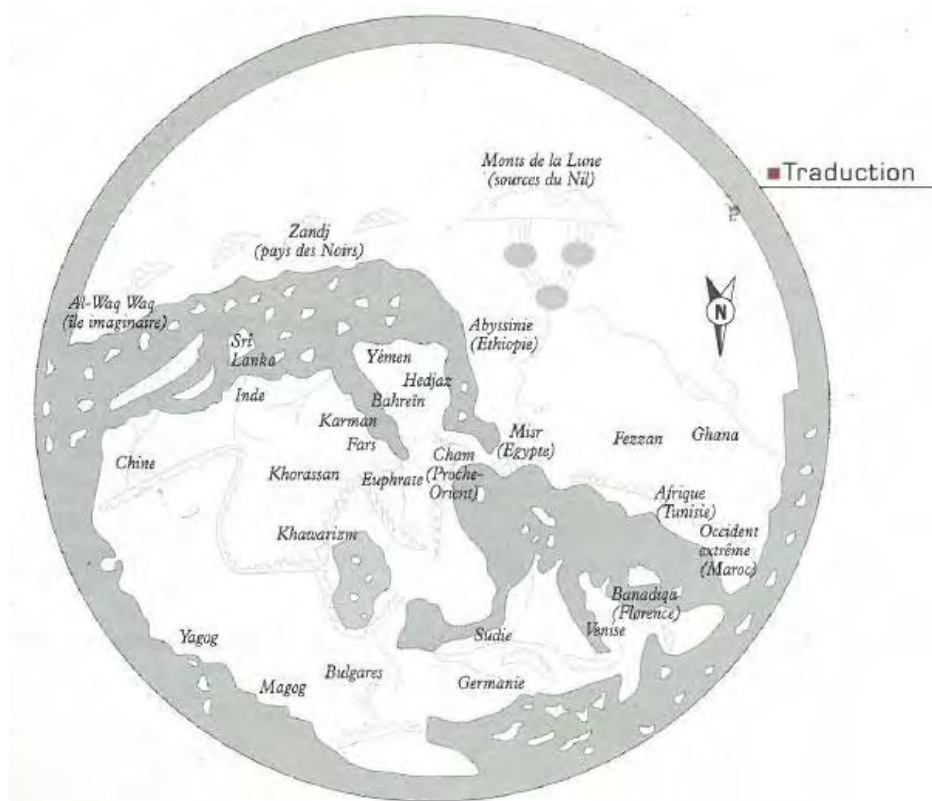 Monts de la Lune
(sources du Nil)
■Traduction
Zandj
(pays des Noirs)
Al-Waq Waq
(île imaginaire)
Sri
Lanka
Abyssinie
(Ethiopie)
N
Yémen
Hedjaz
Inde
Bahreïn
Karman
Fars
Misr
(Egypte)
Fezzan
Ghana
Chine
Khorassan
Euphrate
Cham
(Proche-
Orient)
Afrique
(Tunisie)
Khawarizm
Occident
extrême
(Maroc)
Banadiqa
(Florence)
Yagog
Sudie
Venise
Magog
Bulgares
Germanie